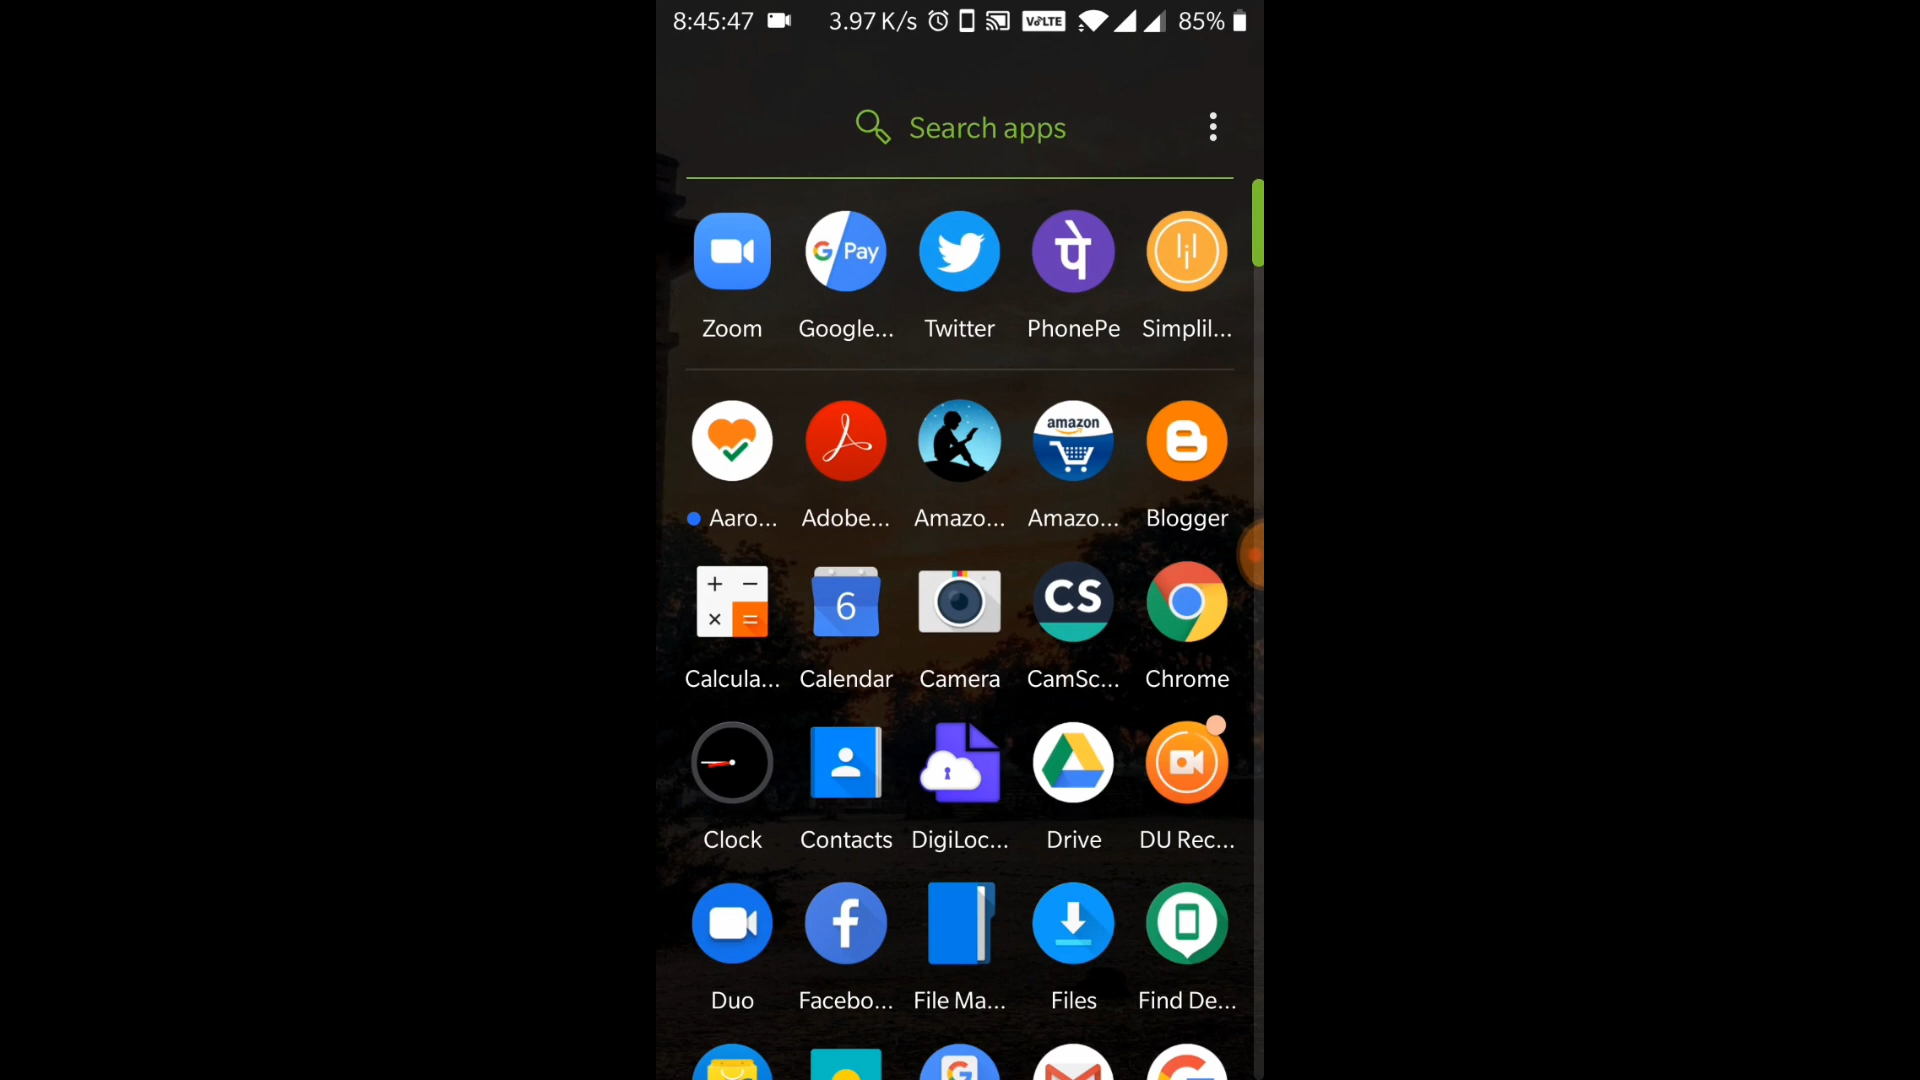 8:45:47 3.97 K/s VoLTE 85%
Search apps
G Pay पे
Zoom Google... Twitter PhonePe Simplil...
amazon
Aaro... Adobe... Amazo... Amazo... Blogger
+ − × = 6 CS
Calcula... Calendar Camera CamSc... Chrome
Clock Contacts DigiLoc... Drive DU Rec...
f
Duo Facebo... File Ma... Files Find De...
G